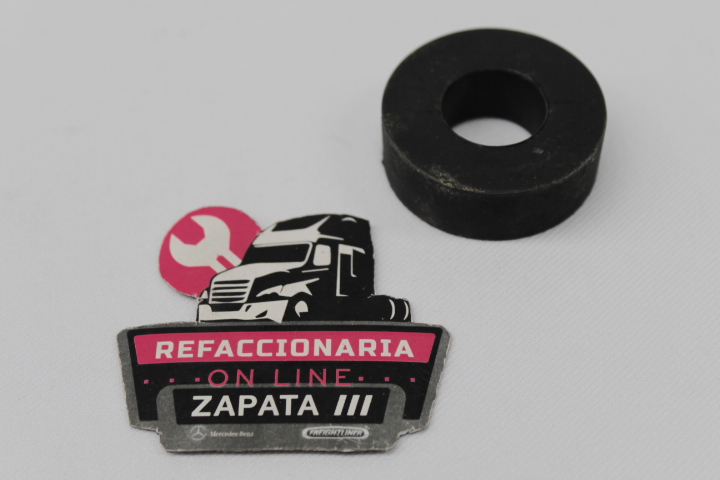 REFACCIONARIA
ON LINE
ZAPATA III
Mercedes-Benz FREIGHTLINER